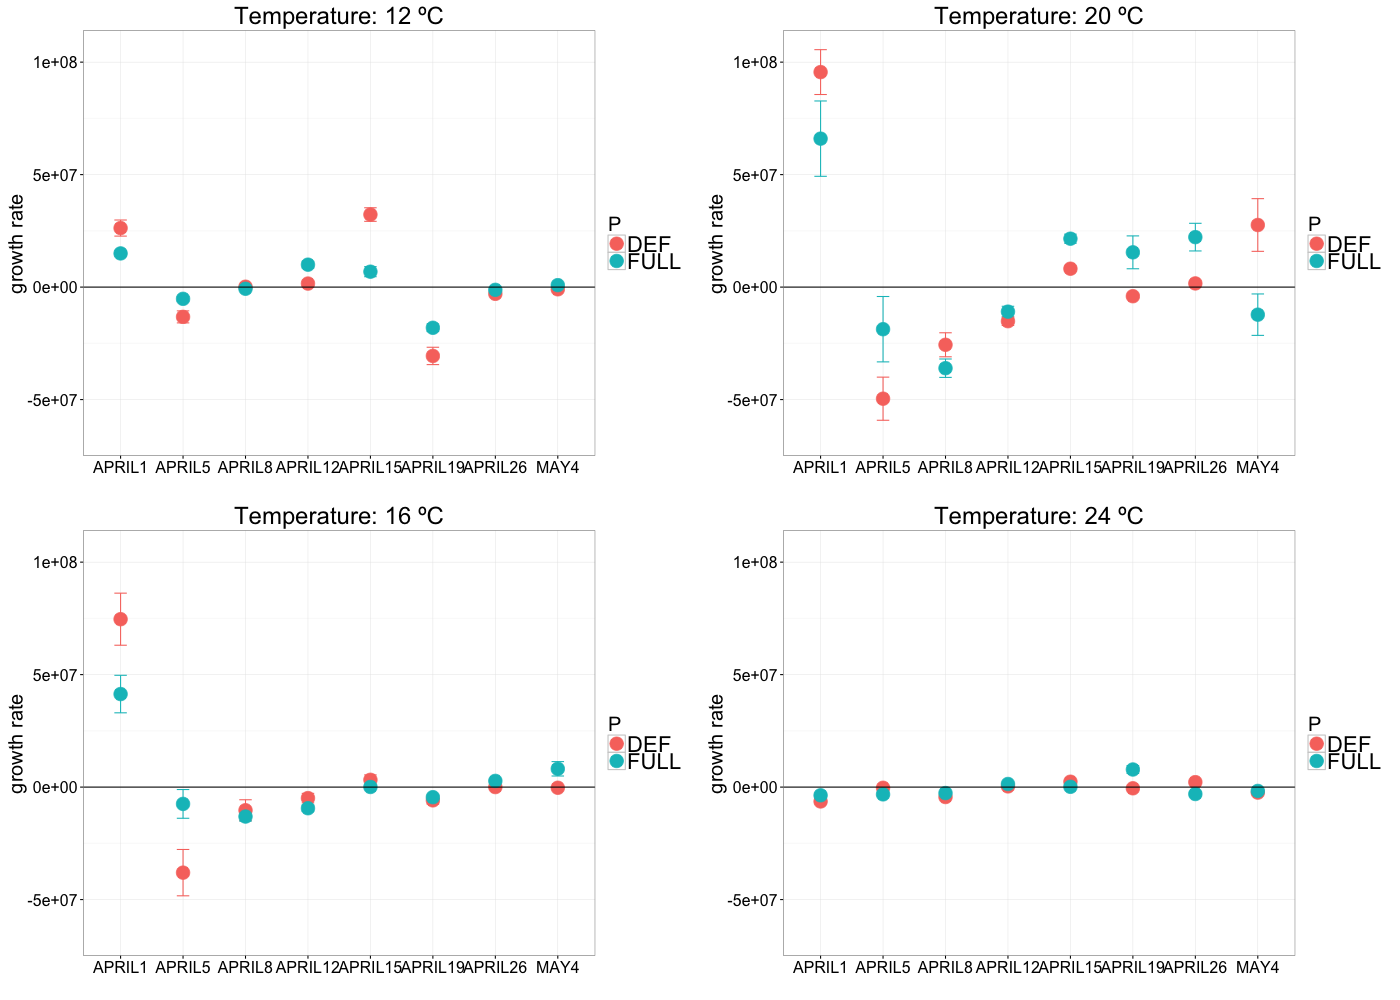 Temperature: 12 ºC
growth rate
1e+08
5e+07
0e+00
-5e+07
APRIL1 APRIL5 APRIL8 APRIL12 APRIL15 APRIL19 APRIL26 MAY4
P
DEF
FULL
Temperature: 20 ºC
growth rate
1e+08
5e+07
0e+00
-5e+07
APRIL1 APRIL5 APRIL8 APRIL12 APRIL15 APRIL19 APRIL26 MAY4
P
DEF
FULL
Temperature: 16 ºC
growth rate
1e+08
5e+07
0e+00
-5e+07
APRIL1 APRIL5 APRIL8 APRIL12 APRIL15 APRIL19 APRIL26 MAY4
P
DEF
FULL
Temperature: 24 ºC
growth rate
1e+08
5e+07
0e+00
-5e+07
APRIL1 APRIL5 APRIL8 APRIL12 APRIL15 APRIL19 APRIL26 MAY4
P
DEF
FULL